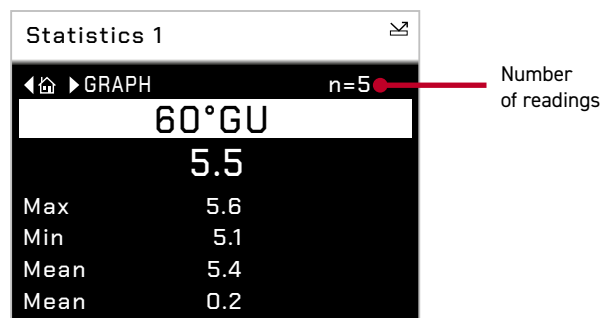 Statistics 1
GRAPH n=5
60°GU
5.5
Max 5.6
Min 5.1
Mean 5.4
Mean 0.2
Number
of readings